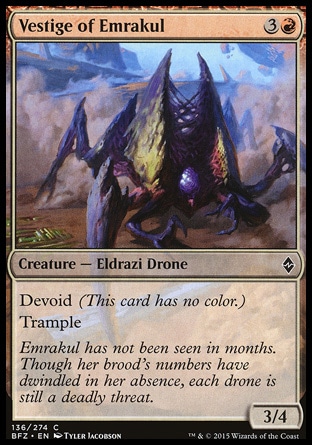 Vestige of Emrakul 3
Creature — Eldrazi Drone
Devoid (This card has no color.)
Trample
Emrakul has not been seen in months.
Though her brood's numbers have
dwindled in her absence, each drone is
still a deadly threat.
3/4
136/274 C
BFZ • EN Tyler Jacobson
™ & © 2015 Wizards of the Coast